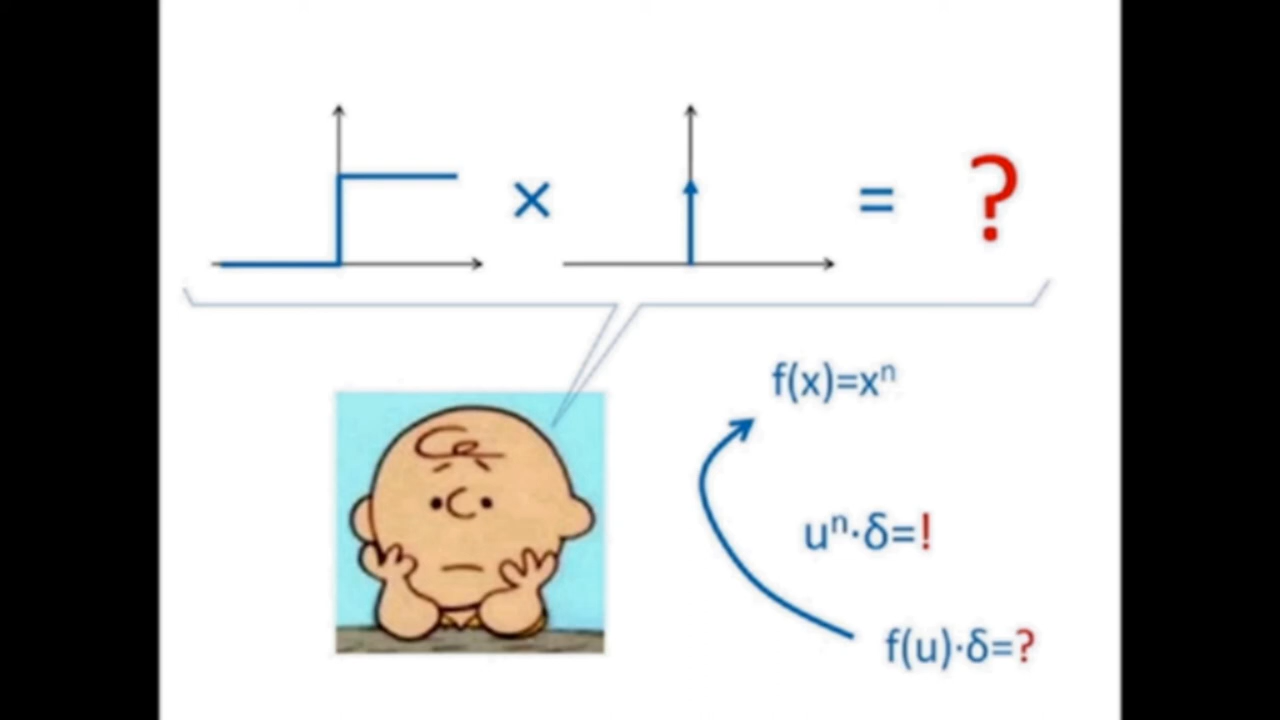 × = ?
f(x)=xⁿ
uⁿ·δ=!
f(u)·δ=?